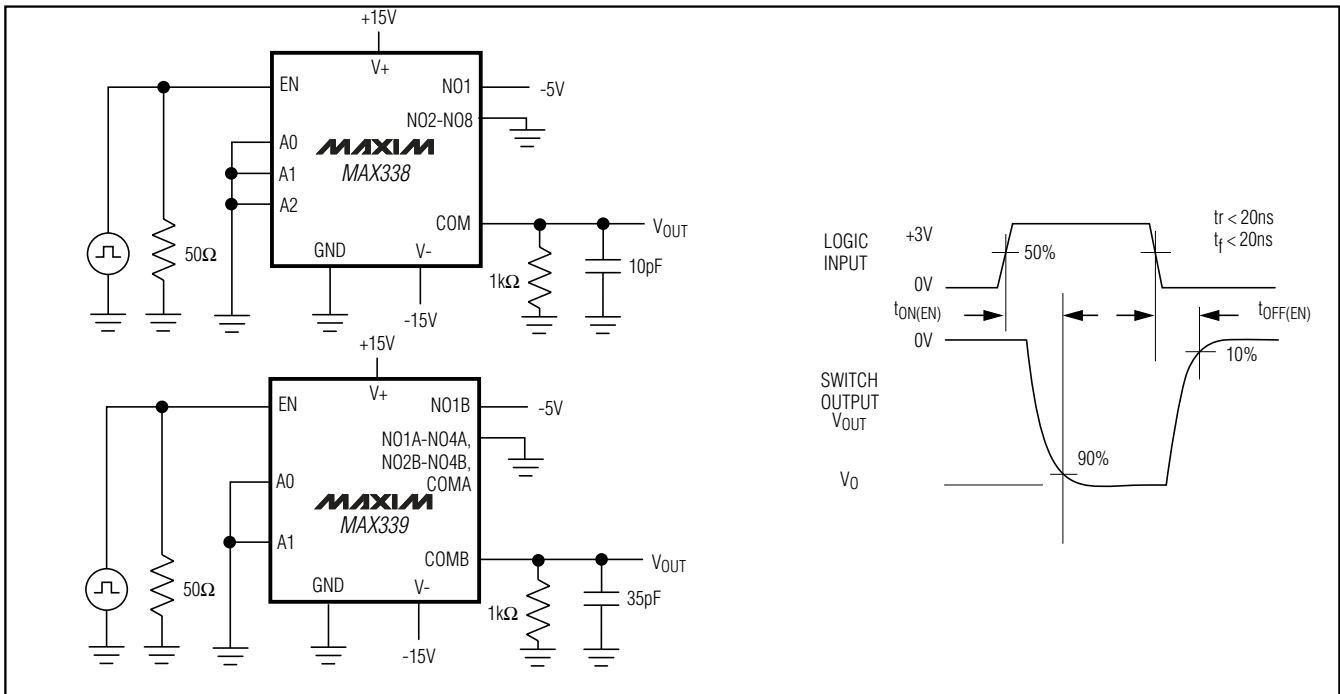 +15V
V+
EN
NO1
-5V
NO2-NO8
A0
MAXIM
MAX338
A1
A2
COM
VOUT
50Ω
GND
V-
1kΩ
10pF
-15V
+15V
V+
EN
NO1B
-5V
NO1A-NO4A,
NO2B-NO4B,
COMA
A0
MAXIM
MAX339
A1
COMB
VOUT
50Ω
GND
V-
1kΩ
35pF
-15V
LOGIC
INPUT
+3V
50%
0V
tr < 20ns
tf < 20ns
tON(EN)
tOFF(EN)
0V
10%
SWITCH
OUTPUT
VOUT
90%
VO